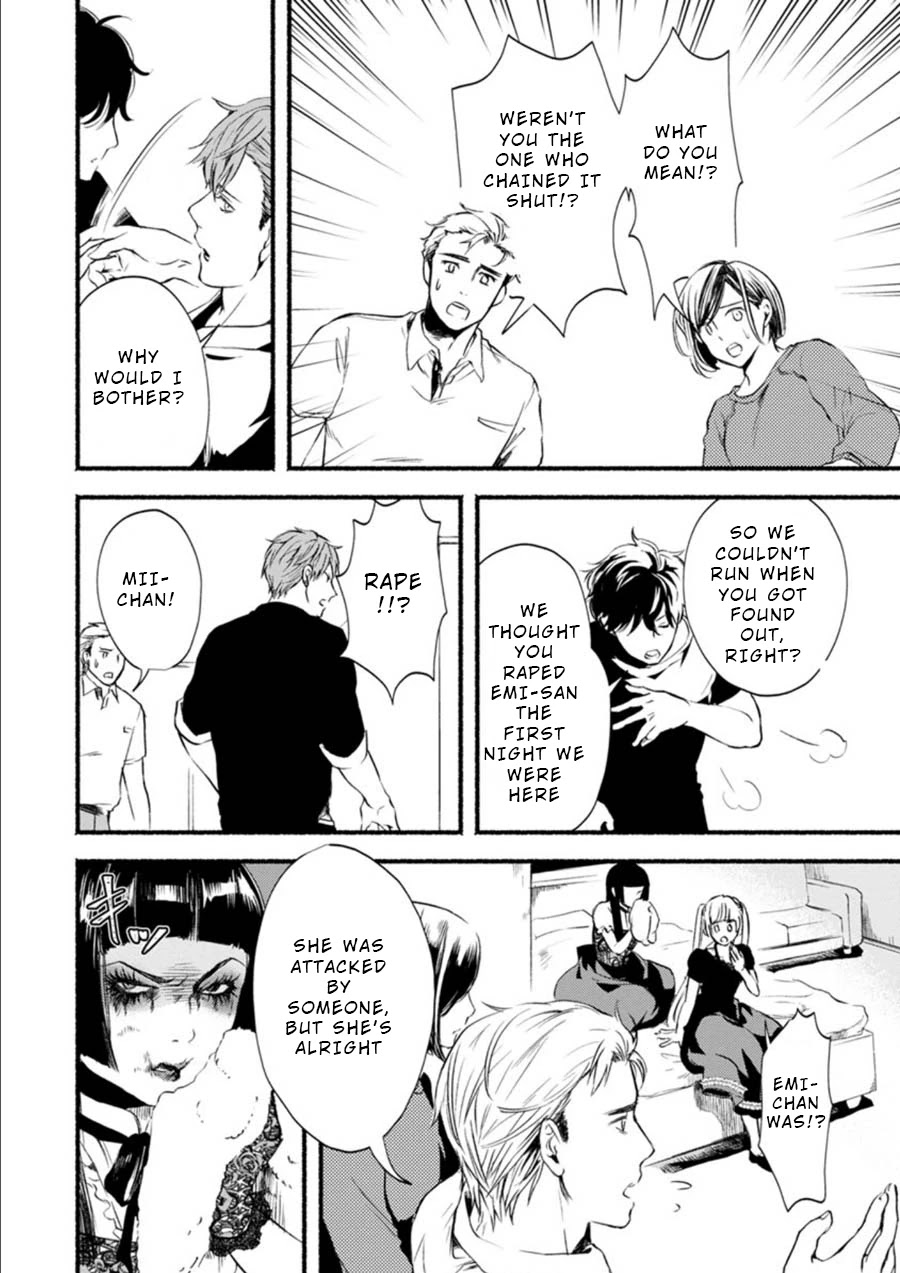 WHAT
DO YOU
MEAN!?
WEREN'T
YOU THE
ONE WHO
CHAINED IT
SHUT!?
WHY
WOULD I
BOTHER?
SO WE
COULDN'T
RUN WHEN
YOU GOT
FOUND
OUT,
RIGHT?
WE
THOUGHT
YOU
RAPED
EMI-SAN
THE
FIRST
NIGHT WE
WERE
HERE
RAPE
!!?
MII-
CHAN!
EMI-
CHAN
WAS!?
SHE WAS
ATTACKED
BY
SOMEONE,
BUT SHE'S
ALRIGHT
キッ